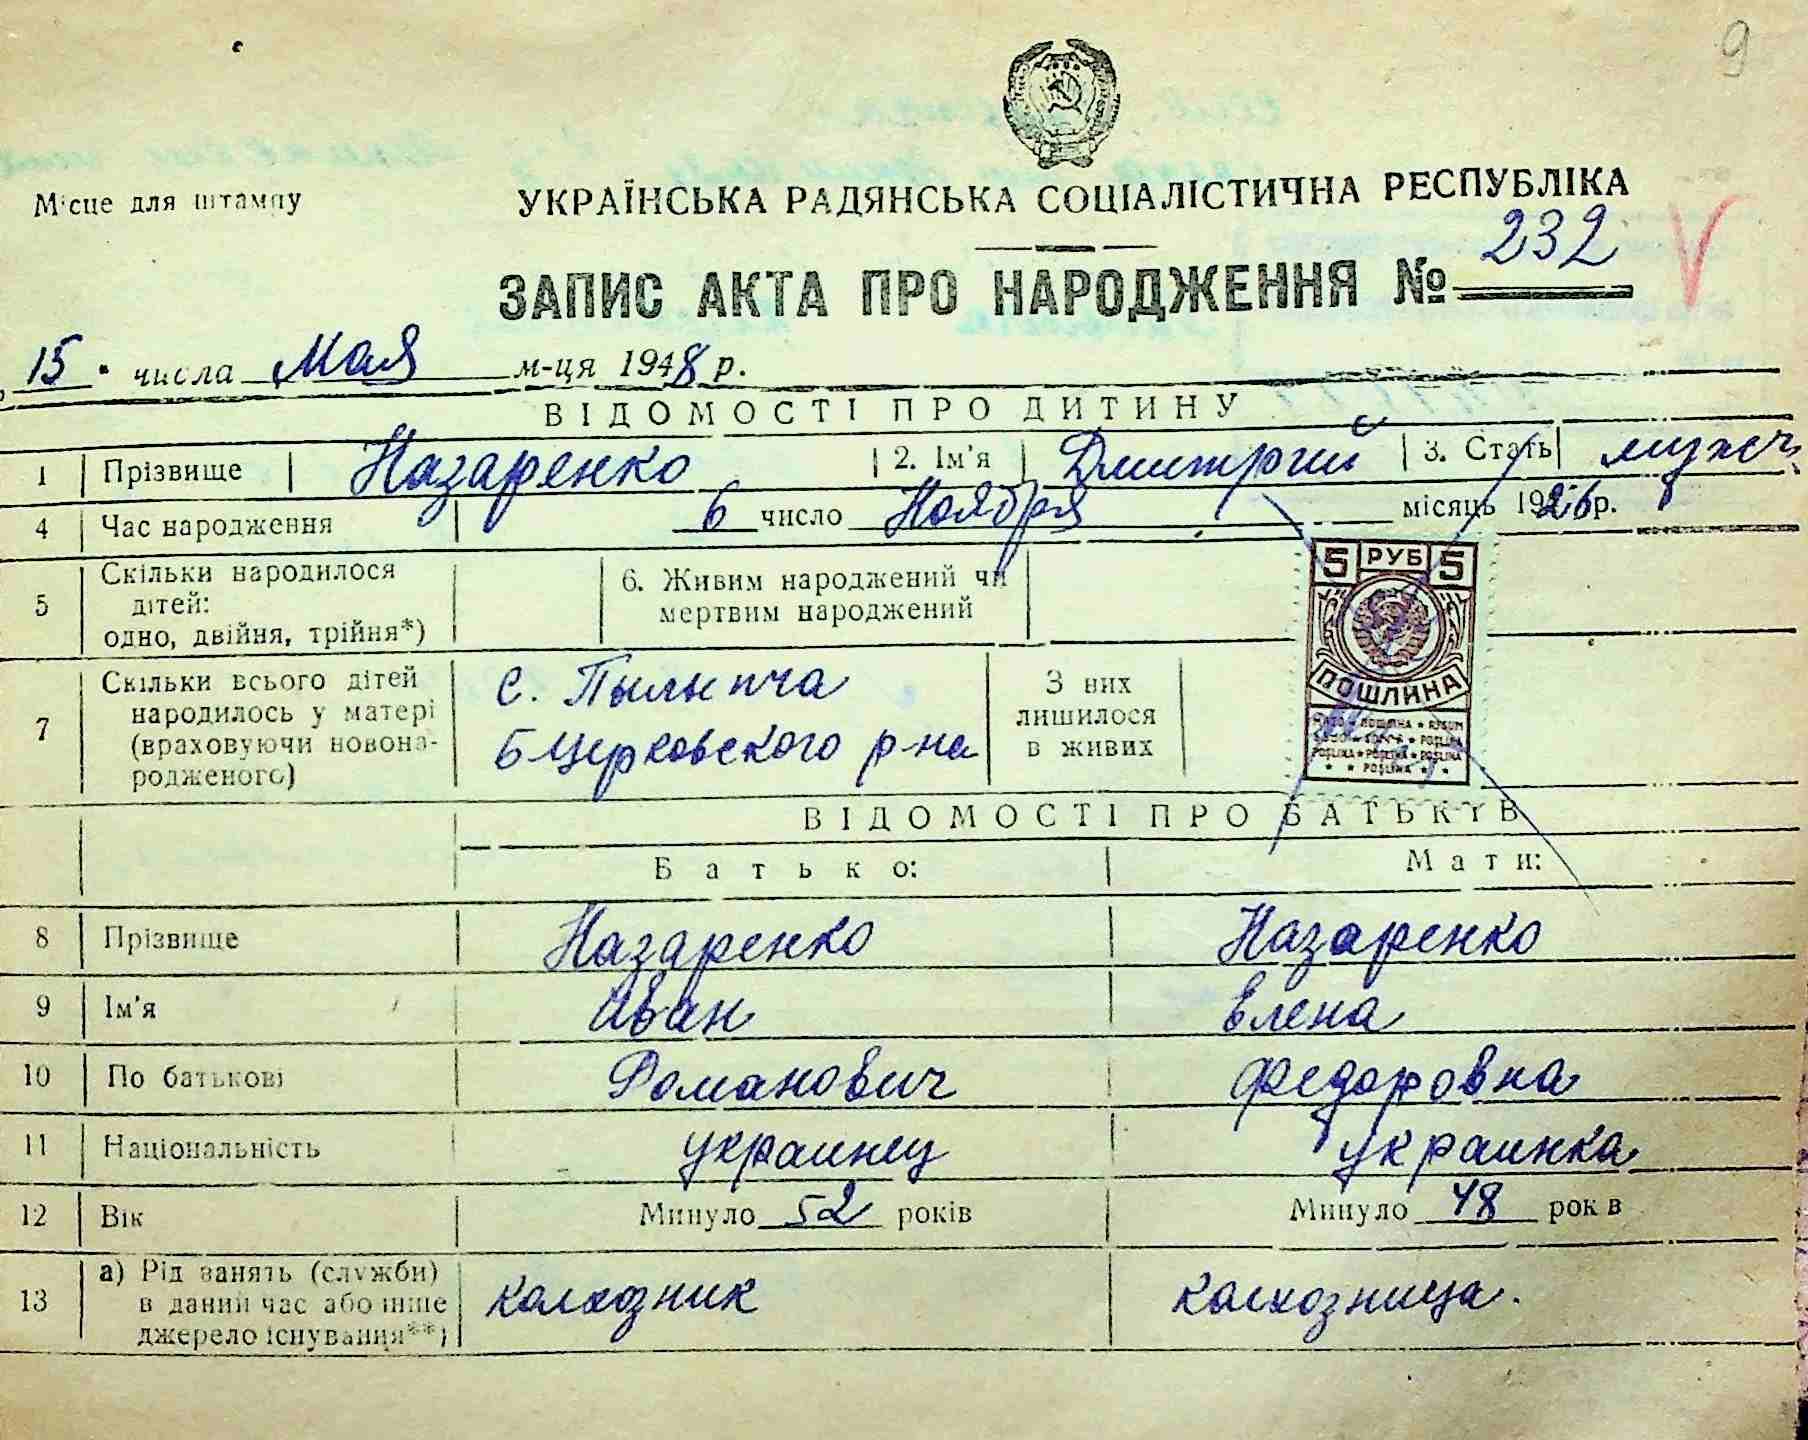 9
Місце для штампу
УКРАЇНСЬКА РАДЯНСЬКА СОЦІАЛІСТИЧНА РЕСПУБЛІКА
ЗАПИС АКТА ПРО НАРОДЖЕННЯ № 232
15 числа Мая м-ця 1948 р.
ВІДОМОСТІ ПРО ДИТИНУ
1 Прізвище Назаренко 2. Ім'я Дмитрий 3. Стать мужск.
4 Час народження 6 число Ноября місяць 1926 р.
5 Скільки народилося дітей: одно, двійня, трійня*) 6. Живим народжений чи мертвим народжений
5 РУБ 5
ПОШЛИНА
7 Скільки всього дітей народилось у матері (враховуючи новонародженого) с. Пылыпча Б Церковского р-на З них лишилося в живих
ВІДОМОСТІ ПРО БАТЬКІВ
Батько: Мати:
8 Прізвище Назаренко Назаренко
9 Ім'я Иван Елена
10 По батькові Романович Федоровна
11 Національність украинец украинка
12 Вік Минуло 52 років Минуло 48 років
13 а) Рід занять (служби) в даний час або інше джерело існування**) колхозник колхозница.